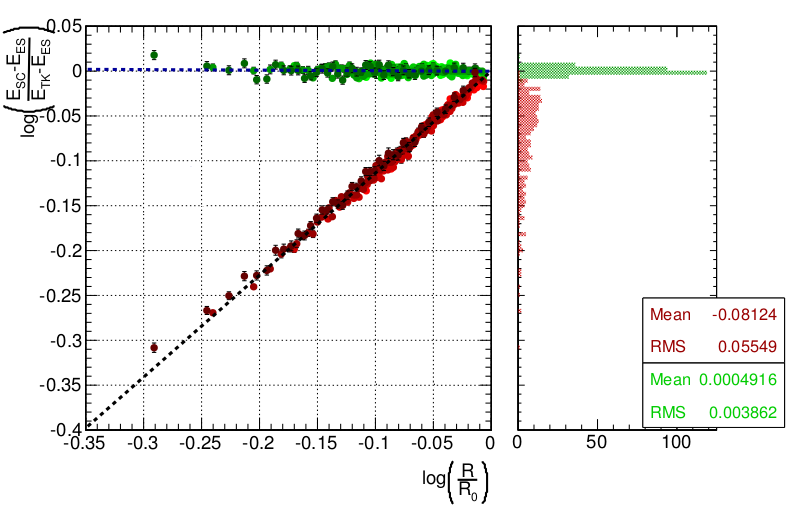 log((E_SC-E_ES)/(E_TK-E_ES))
0.05
0
-0.05
-0.1
-0.15
-0.2
-0.25
-0.3
-0.35
-0.4
-0.35 -0.3 -0.25 -0.2 -0.15 -0.1 -0.05 0
log(R/R_0)
0 50 100
Mean -0.08124
RMS 0.05549
Mean 0.0004916
RMS 0.003862